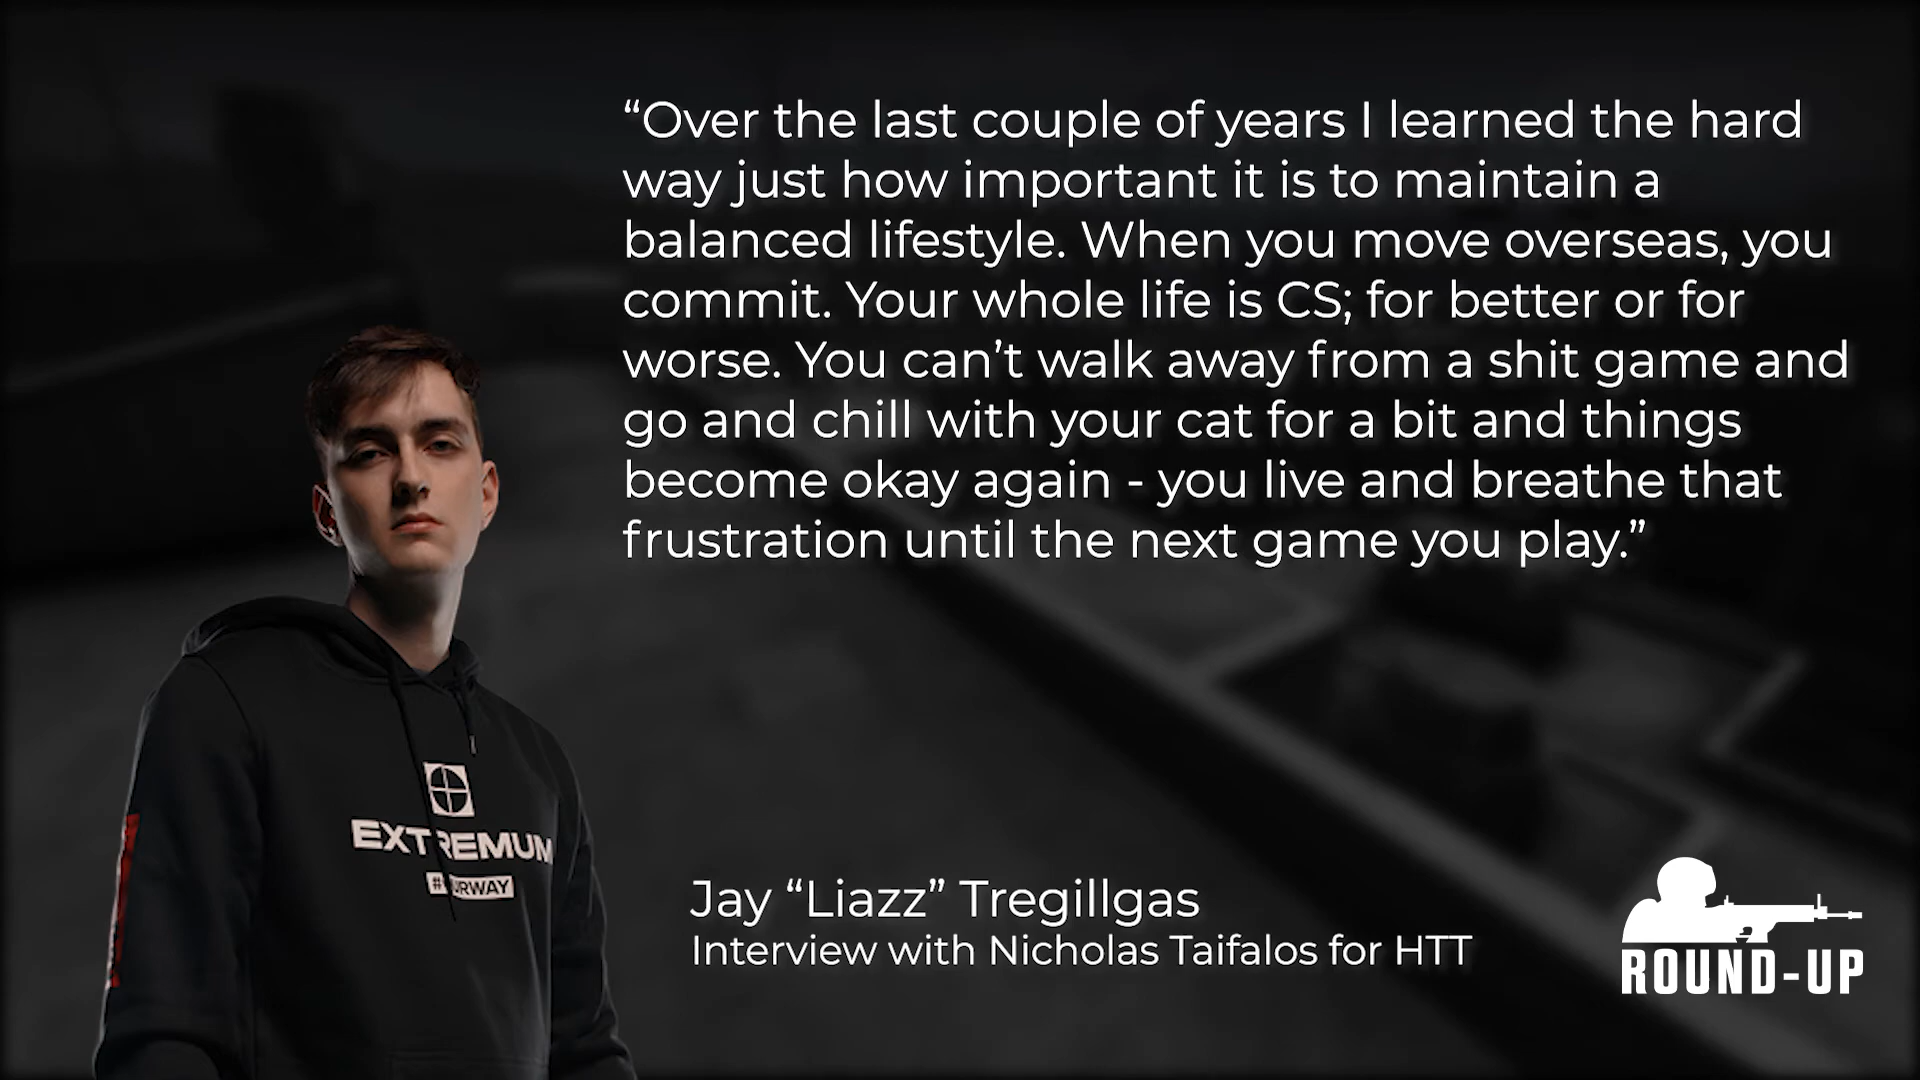 “Over the last couple of years I learned the hard
way just how important it is to maintain a
balanced lifestyle. When you move overseas, you
commit. Your whole life is CS; for better or for
worse. You can’t walk away from a shit game and
go and chill with your cat for a bit and things
become okay again - you live and breathe that
frustration until the next game you play.”
EXTREMUM
Jay “Liazz” Tregillgas
Interview with Nicholas Taifalos for HTT
ROUND-UP